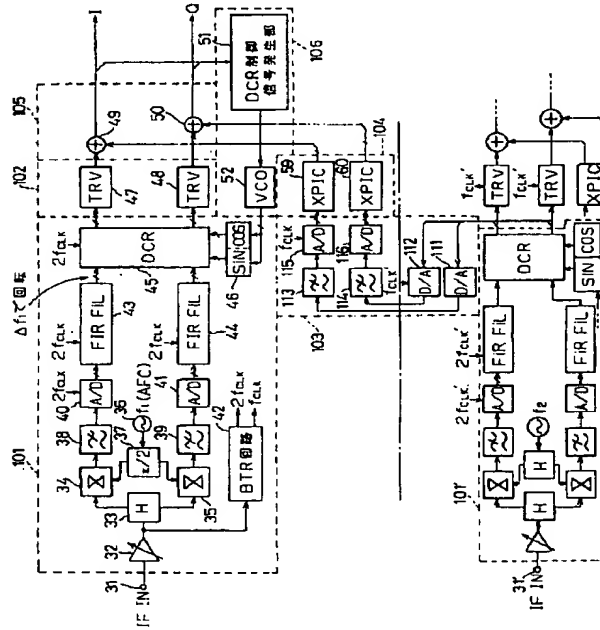 I
Q
105
49
50
51
DCR制御
信号発生部
106
102
TRV
47
TRV
48
52
VCO
104
59
XPIC
60
XPIC
2fCLK
DCR
45
SIN
COS
46
Δfで回転
fCLK
115
A/D
116
A/D
113
114
fCLK'
112
D/A
111
D/A
103
2fCLK
FIR FiL
43
2fCLK
FIR FiL
44
2fCLK
40
A/D
41
A/D
36
f1(AFC)
38
37
π/2
39
42
BTR回路
2fCLK
fCLK
101
34
33
H
35
32
31
IF IN
fCLK'
TRV
fCLK'
TRV
XPIC
DCR
SIN
COS
2fCLK'
FiR FiL
FiR FiL
2fCLK'
A/D
A/D
f2
H
H
101'
31'
IF IN